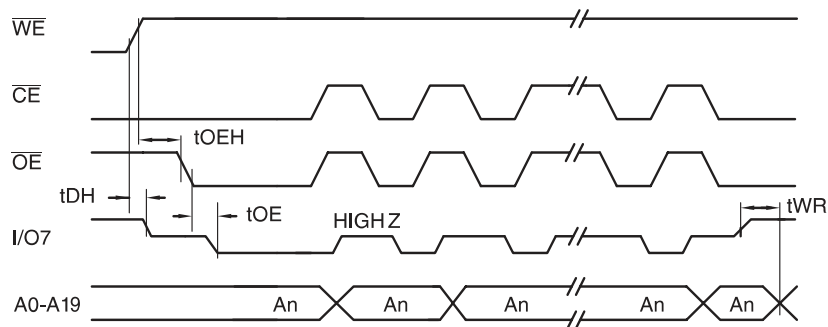 WE
CE
tOEH
OE
tDH
tOE
HIGH Z
tWR
I/O7
A0-A19 An An An An An